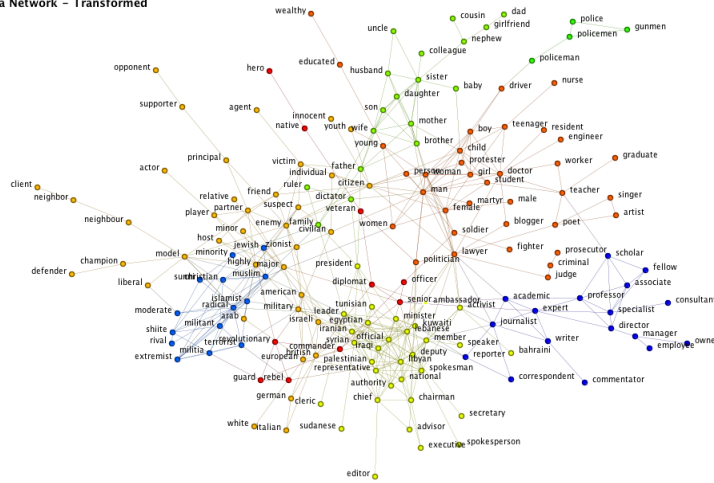 a Network - Transformed
wealthy
cousin
dad
uncle
girlfriend
police
gunmen
policemen
nephew
colleague
opponent
hero
educated
husband
sister
policeman
baby
driver
nurse
supporter
agent
daughter
son
innocent
native
youth
wife
mother
boy
teenager
resident
engineer
young
brother
child
principal
victim
father
protester
worker
graduate
actor
individual
person
woman
girl
doctor
client
ruler
citizen
student
neighbor
friend
man
teacher
relative
dictator
martyr
male
singer
partner
suspect
veteran
female
player
artist
neighbour
enemy
family
women
blogger
poet
minor
civilian
soldier
host
jewish
zionist
fighter
prosecutor
scholar
model
minority
lawyer
champion
highly
major
president
politician
criminal
fellow
defender
christian
muslim
judge
liberal
diplomat
officer
associate
american
islamist
senior
ambassador
academic
professor
consultant
radical
military
tunisian
activist
expert
specialist
moderate
arab
leader
minister
israeli
egyptian
kuwaiti
journalist
militant
iranian
director
shiite
official
member
manager
rival
revolutionary
syrian
iraqi
writer
owne
terrorist
commander
speaker
employee
militia
british
deputy
bahraini
extremist
european
palestinian
libyan
reporter
representative
spokesman
guard
rebel
national
correspondent
commentator
authority
german
cleric
chief
chairman
secretary
white
italian
sudanese
advisor
executive
spokesperson
editor